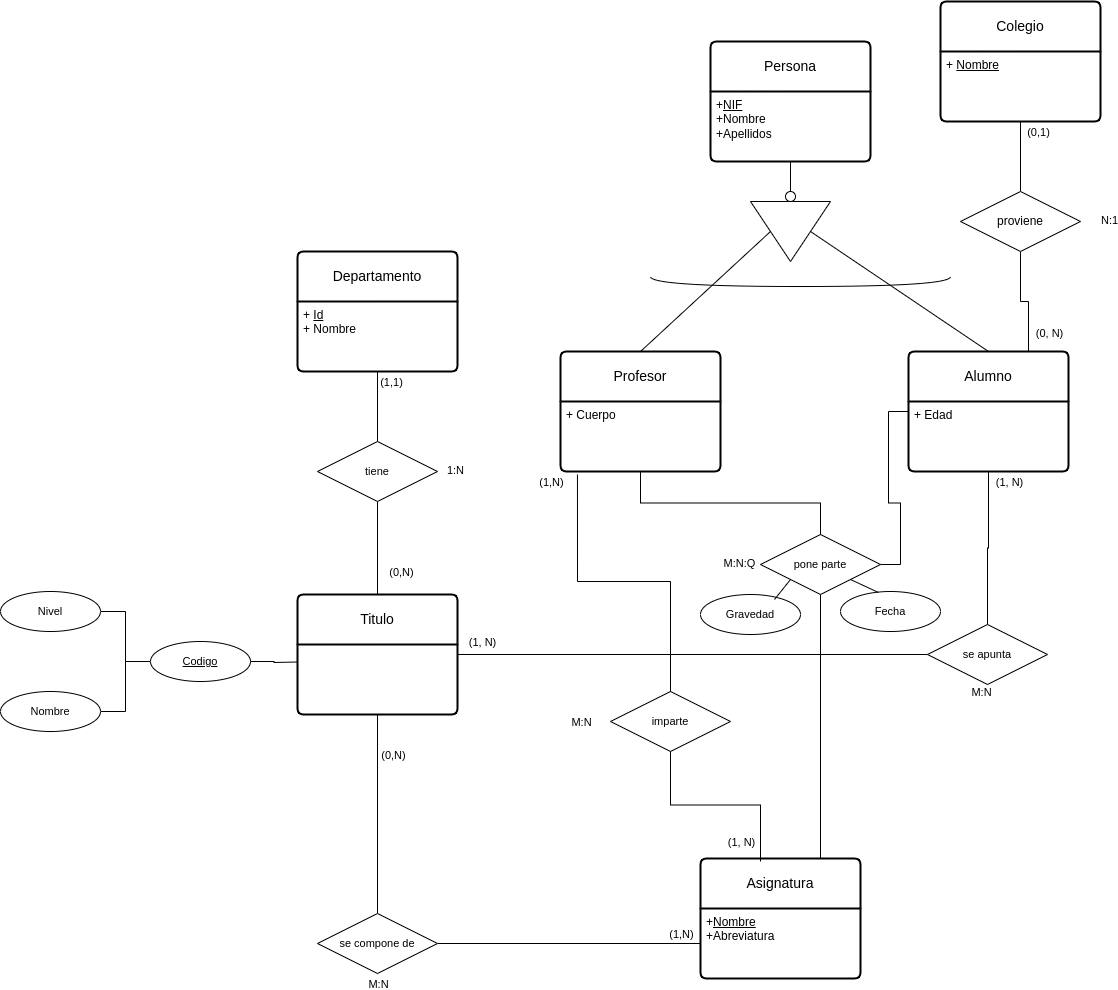 Colegio
+ Nombre
(0,1)
proviene
N:1
(0, N)
Persona
+NIF
+Nombre
+Apellidos
Departamento
+ Id
+ Nombre
(1,1)
tiene
1:N
(0,N)
Profesor
+ Cuerpo
(1,N)
Alumno
+ Edad
(1, N)
M:N:Q
pone parte
Gravedad
Fecha
Nivel
Codigo
Nombre
Titulo
(1, N)
se apunta
M:N
M:N
imparte
(0,N)
(1, N)
Asignatura
+Nombre
+Abreviatura
(1,N)
se compone de
M:N